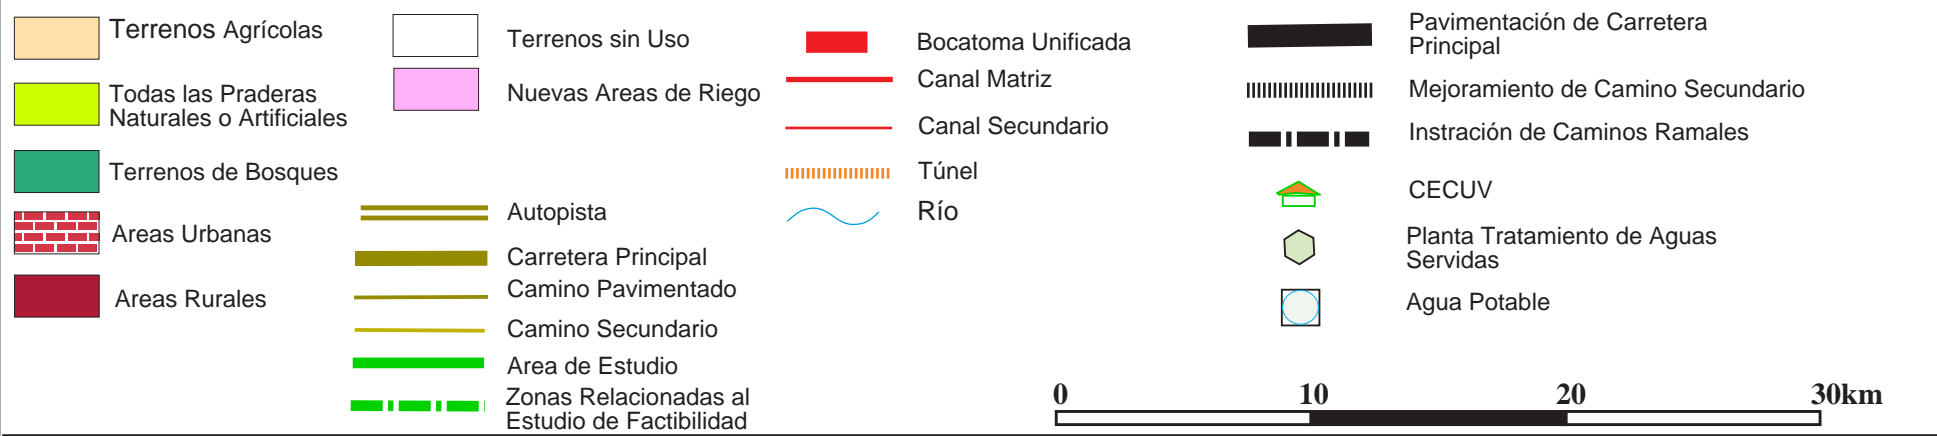 Terrenos Agrícolas
Todas las Praderas
Naturales o Artificiales
Terrenos de Bosques
Areas Urbanas
Areas Rurales
Terrenos sin Uso
Nuevas Areas de Riego
Autopista
Carretera Principal
Camino Pavimentado
Camino Secundario
Area de Estudio
Zonas Relacionadas al
Estudio de Factibilidad
Bocatoma Unificada
Canal Matriz
Canal Secundario
Túnel
Río
Pavimentación de Carretera
Principal
Mejoramiento de Camino Secundario
Instración de Caminos Ramales
CECUV
Planta Tratamiento de Aguas
Servidas
Agua Potable
0 10 20 30km